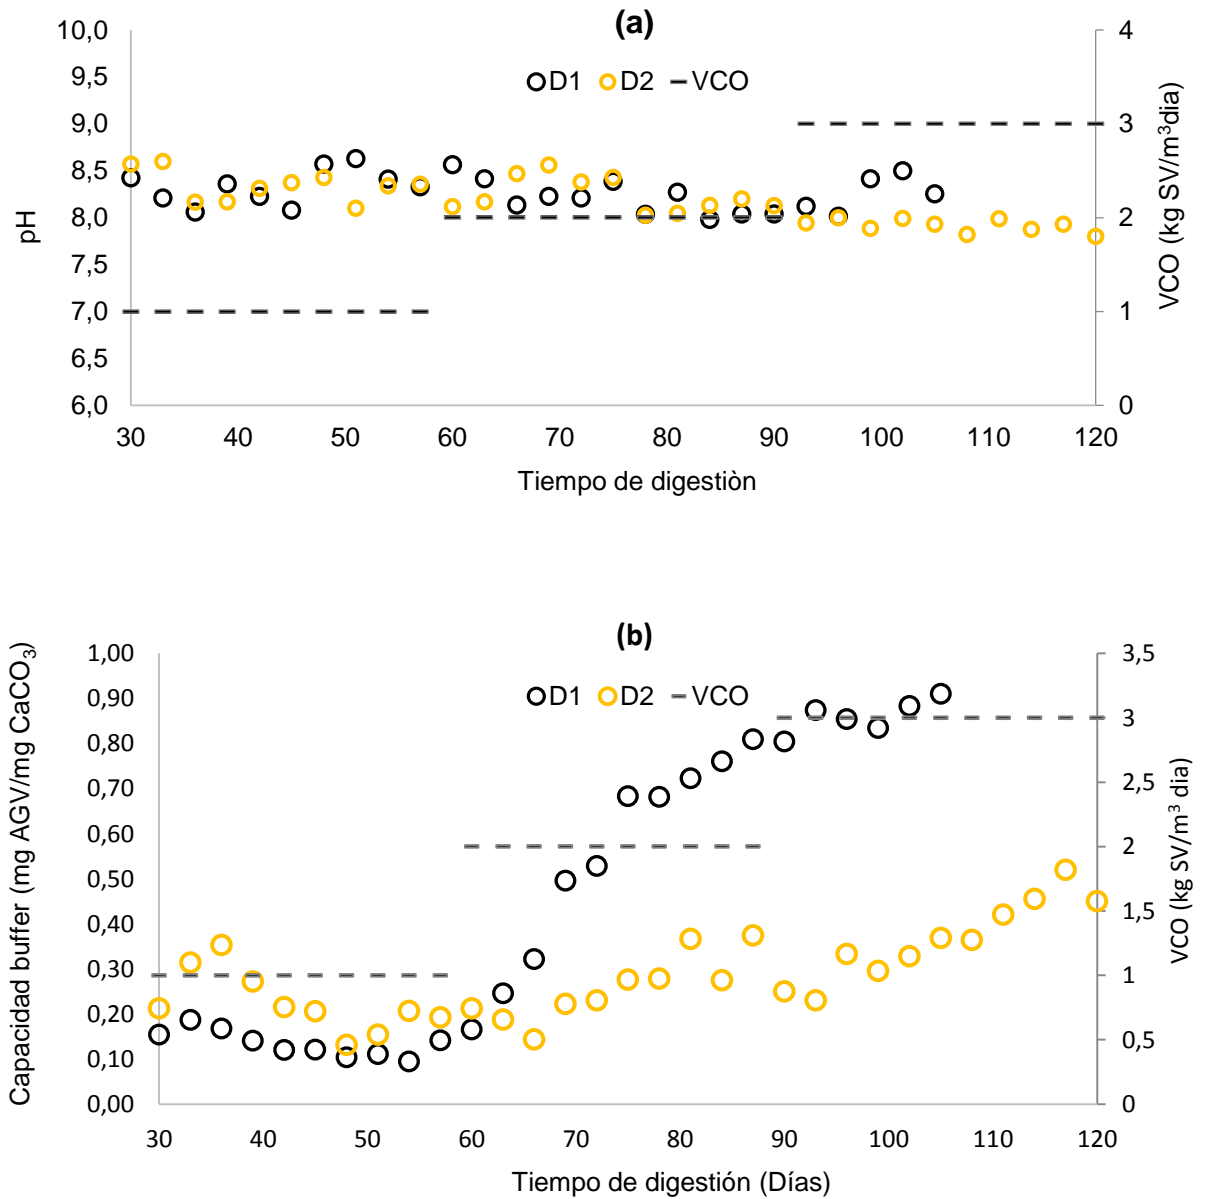 (a)
10,0
9,5
9,0
8,5
8,0
7,5
7,0
6,5
6,0
pH
D1 D2 VCO
4
3
2
1
0
VCO (kg SV/m³dia)
30 40 50 60 70 80 90 100 110 120
Tiempo de digestiòn
(b)
1,00
0,90
0,80
0,70
0,60
0,50
0,40
0,30
0,20
0,10
0,00
Capacidad buffer (mg AGV/mg CaCO₃)
D1 D2 VCO
3,5
3
2,5
2
1,5
1
0,5
0
VCO (kg SV/m³ dia)
30 40 50 60 70 80 90 100 110 120
Tiempo de digestión (Días)